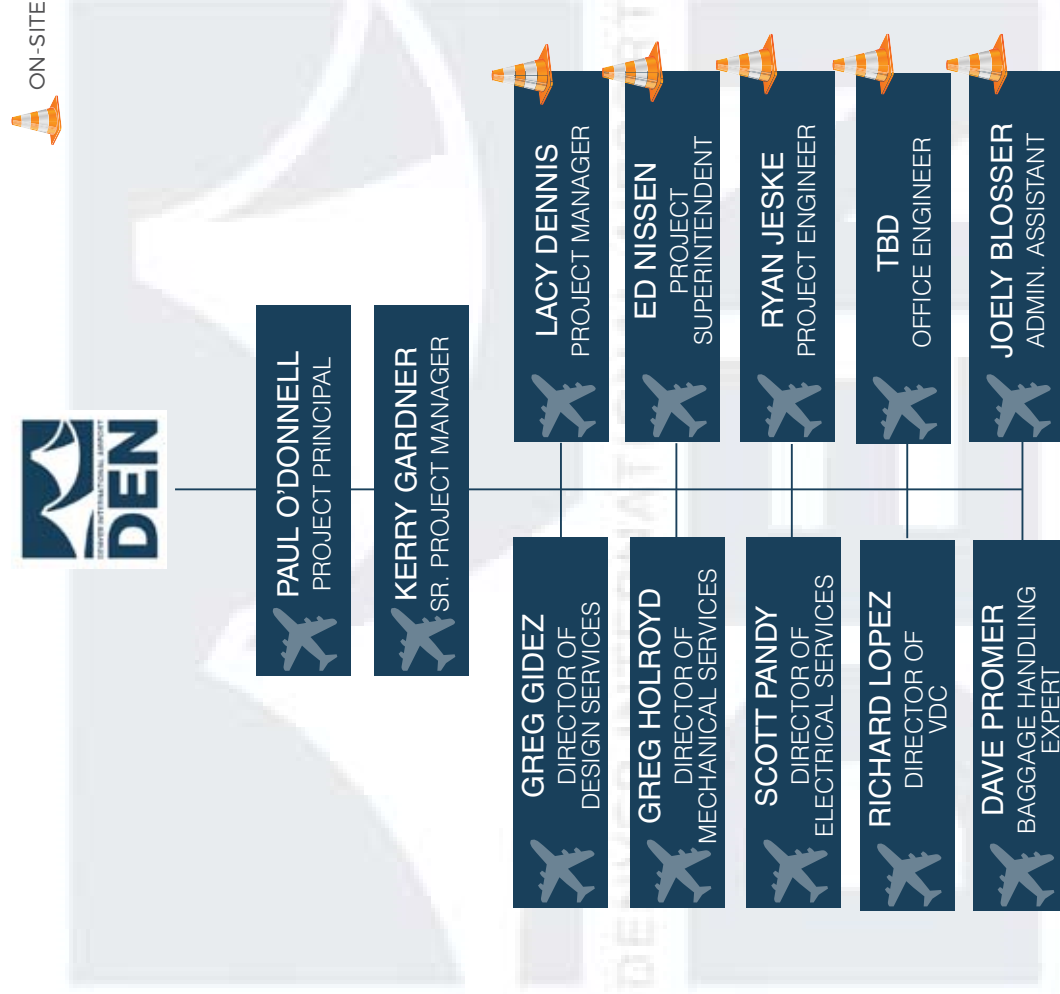 ON-SITE
DENVER INTERNATIONAL AIRPORT
DEN
PAUL O'DONNELL
PROJECT PRINCIPAL
KERRY GARDNER
SR. PROJECT MANAGER
GREG GIDEZ
DIRECTOR OF
DESIGN SERVICES
GREG HOLROYD
DIRECTOR OF
MECHANICAL SERVICES
SCOTT PANDY
DIRECTOR OF
ELECTRICAL SERVICES
RICHARD LOPEZ
DIRECTOR OF
VDC
DAVE PROMER
BAGGAGE HANDLING
EXPERT
LACY DENNIS
PROJECT MANAGER
ED NISSEN
PROJECT
SUPERINTENDENT
RYAN JESKE
PROJECT ENGINEER
TBD
OFFICE ENGINEER
JOELY BLOSSER
ADMIN. ASSISTANT